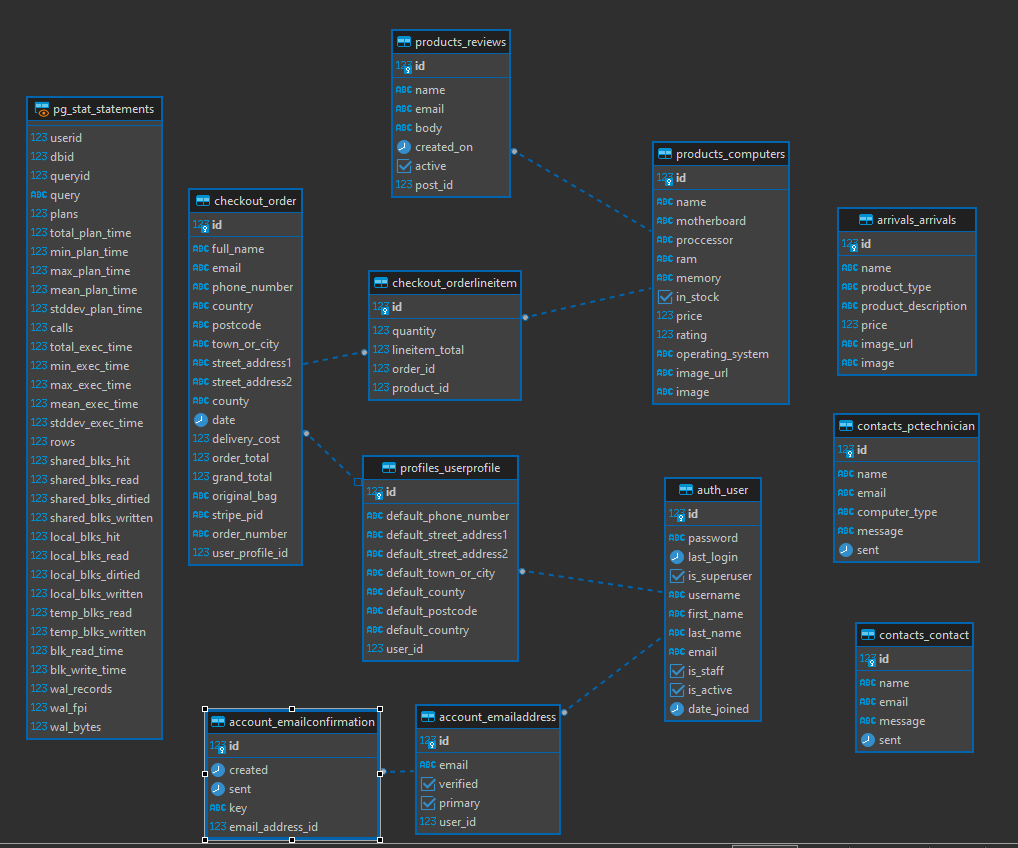 products_reviews
123 id
ABC name
ABC email
ABC body
created_on
active
123 post_id
pg_stat_statements
123 userid
123 dbid
123 queryid
ABC query
123 plans
123 total_plan_time
123 min_plan_time
123 max_plan_time
123 mean_plan_time
123 stddev_plan_time
123 calls
123 total_exec_time
123 min_exec_time
123 max_exec_time
123 mean_exec_time
123 stddev_exec_time
123 rows
123 shared_blks_hit
123 shared_blks_read
123 shared_blks_dirtied
123 shared_blks_written
123 local_blks_hit
123 local_blks_read
123 local_blks_dirtied
123 local_blks_written
123 temp_blks_read
123 temp_blks_written
123 blk_read_time
123 blk_write_time
123 wal_records
123 wal_fpi
123 wal_bytes
checkout_order
123 id
ABC full_name
ABC email
ABC phone_number
ABC country
ABC postcode
ABC town_or_city
ABC street_address1
ABC street_address2
ABC county
date
123 delivery_cost
123 order_total
123 grand_total
ABC original_bag
ABC stripe_pid
ABC order_number
123 user_profile_id
checkout_orderlineitem
123 id
123 quantity
123 lineitem_total
123 order_id
123 product_id
products_computers
123 id
ABC name
ABC motherboard
ABC proccessor
ABC ram
ABC memory
in_stock
123 price
123 rating
ABC operating_system
ABC image_url
ABC image
arrivals_arrivals
123 id
ABC name
ABC product_type
ABC product_description
123 price
ABC image_url
ABC image
contacts_pctechnician
123 id
ABC name
ABC email
ABC computer_type
ABC message
sent
profiles_userprofile
123 id
ABC default_phone_number
ABC default_street_address1
ABC default_street_address2
ABC default_town_or_city
ABC default_county
ABC default_postcode
ABC default_country
123 user_id
auth_user
123 id
ABC password
last_login
is_superuser
ABC username
ABC first_name
ABC last_name
ABC email
is_staff
is_active
date_joined
contacts_contact
123 id
ABC name
ABC email
ABC message
sent
account_emailconfirmation
123 id
created
sent
ABC key
123 email_address_id
account_emailaddress
123 id
ABC email
verified
primary
123 user_id